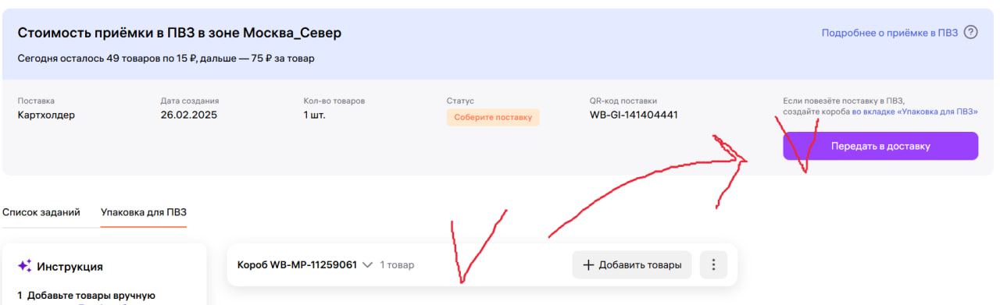 Стоимость приёмки в ПВЗ в зоне Москва_Север
Подробнее о приёмке в ПВЗ ?
Сегодня осталось 49 товаров по 15 ₽, дальше — 75 ₽ за товар
Поставка
Картхолдер
Дата создания
26.02.2025
Кол-во товаров
1 шт.
Статус
Соберите поставку
QR-код поставки
WB-GI-141404441
Если повезёте поставку в ПВЗ,
создайте короба во вкладке «Упаковка для ПВЗ»
Передать в доставку
Список заданий Упаковка для ПВЗ
Инструкция
1 Добавьте товары вручную
Короб WB-MP-11259061 1 товар
+ Добавить товары